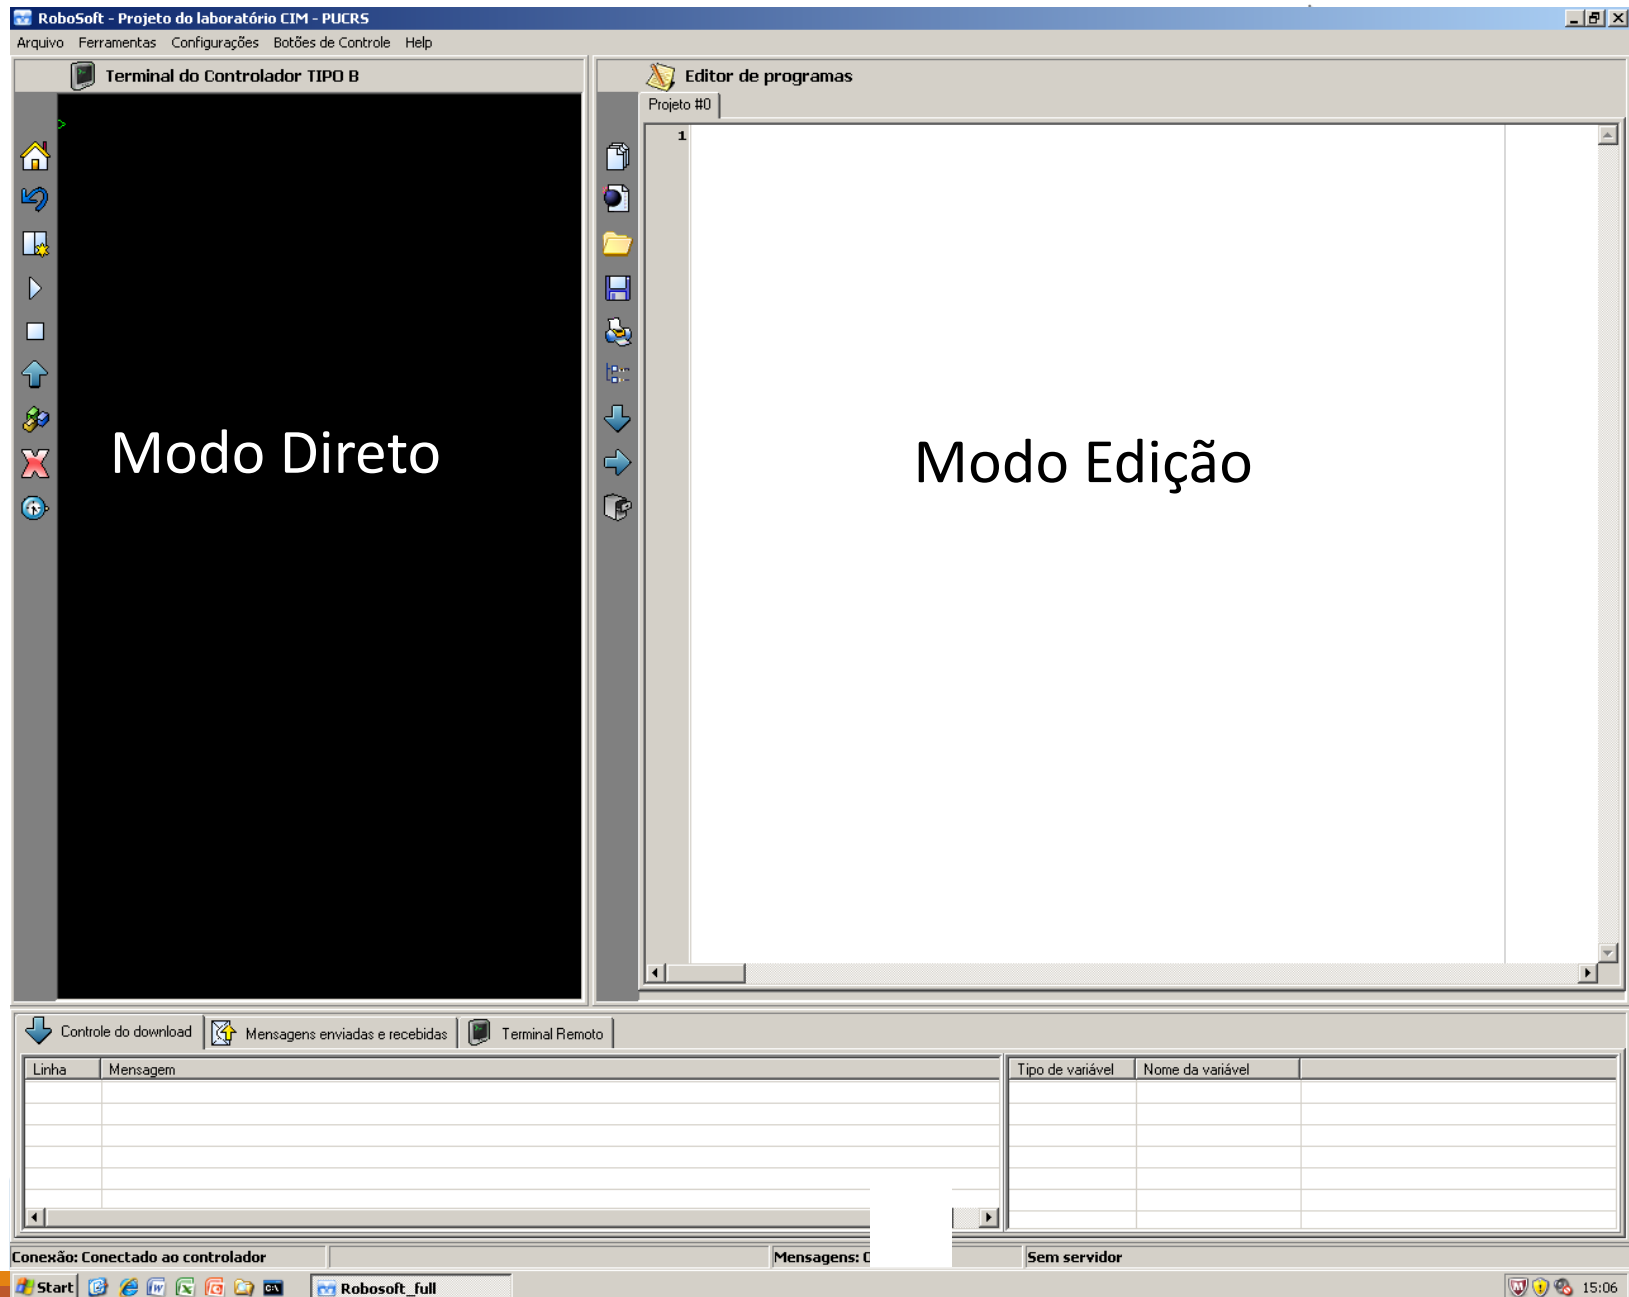 RoboSoft - Projeto do laboratório CIM - PUCRS
Arquivo Ferramentas Configurações Botões de Controle Help
Terminal do Controlador TIPO B
Editor de programas
Projeto #0
>
1
Modo Direto
Modo Edição
Controle do download
Mensagens enviadas e recebidas
Terminal Remoto
Linha Mensagem
Tipo de variável Nome da variável
Conexão: Conectado ao controlador
Mensagens:
Sem servidor
Start
Robosoft_full
15:06